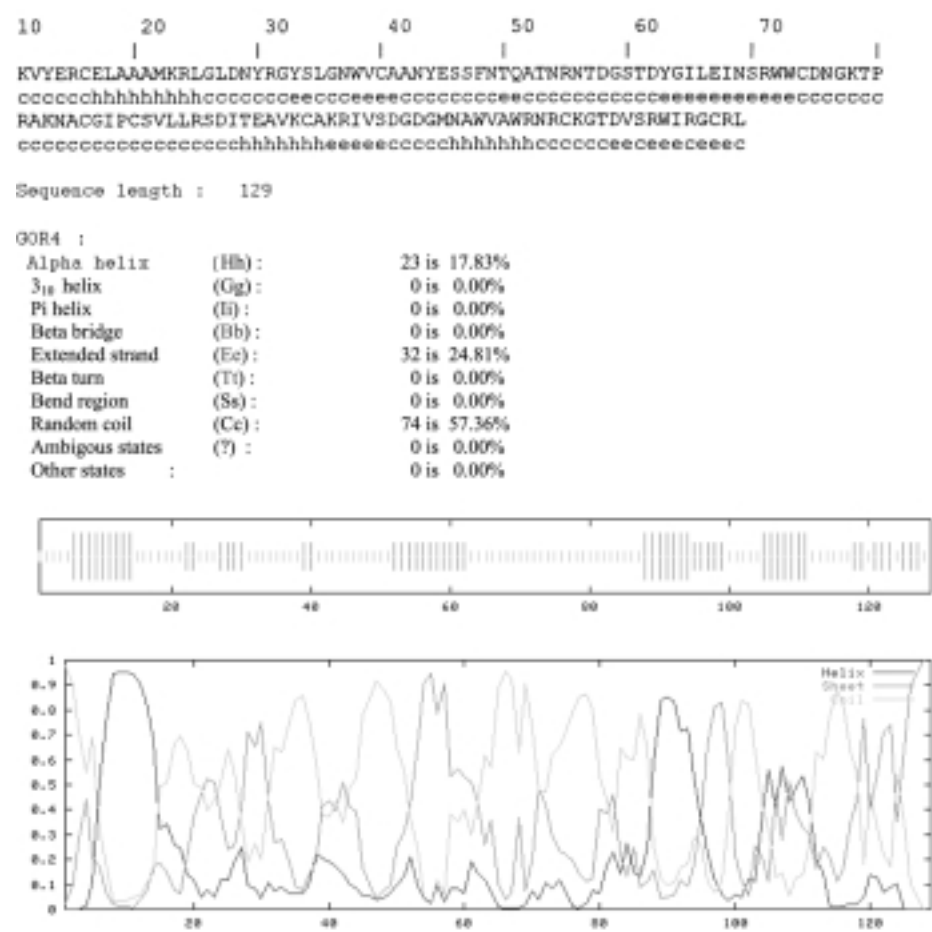 10 20 30 40 50 60 70
KVYERCELAAAMKRLGLDNYRGYSLGNWVCAANYESSFNTQATNRNTDGSTDYGILEINSRWWCDNGKTP
cccccchhhhhhhhhccccccceeccceeeecccccccceeccccccccccceeeeeeeeeeeccccccc
RAKNACGIPCSVLLRSDITEAVKCAKRIVSDGDGMNAWVAWRNRCKGTDVSRWIRGCRL
cccccccccccccccccchhhhhhheeeeeccccchhhhhhhcccccceeceeeceeec
Sequence length : 129
GOR4 :
Alpha helix (Hh) : 23 is 17.83%
3₁₀ helix (Gg) : 0 is 0.00%
Pi helix (Ii) : 0 is 0.00%
Beta bridge (Bb) : 0 is 0.00%
Extended strand (Ee) : 32 is 24.81%
Beta turn (Tt) : 0 is 0.00%
Bend region (Ss) : 0 is 0.00%
Random coil (Cc) : 74 is 57.36%
Ambigous states (?) : 0 is 0.00%
Other states : 0 is 0.00%
20 40 60 80 100 120
1
0.9
0.8
0.7
0.6
0.5
0.4
0.3
0.2
0.1
0
Helix
Sheet
Coil
20 40 60 80 100 120